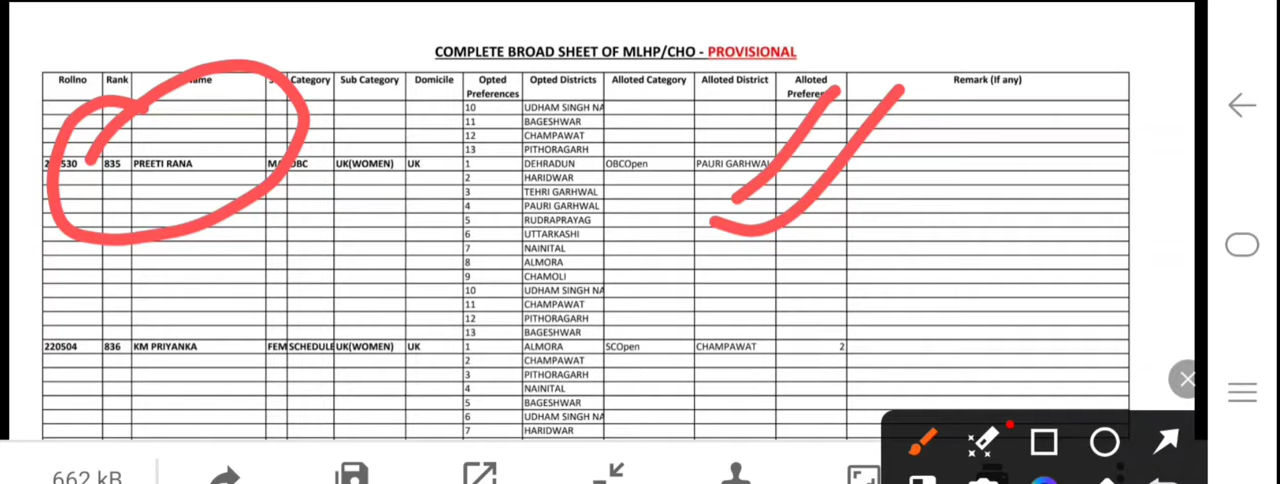 COMPLETE BROAD SHEET OF MLHP/CHO - PROVISIONAL
Rollno Rank Category Sub Category Domicile Opted Preferences Opted Districts Alloted Category Alloted District Alloted Remark (If any)
10 UDHAM SINGH NA
11 BAGESHWAR
12 CHAMPAWAT
13 PITHORAGARH
835 PREETI RANA OBC UK(WOMEN) UK 1 DEHRADUN OBCOpen PAURI GARHWAL
2 HARIDWAR
3 TEHRI GARHWAL
4 PAURI GARHWAL
5 RUDRAPRAYAG
6 UTTARKASHI
7 NAINITAL
8 ALMORA
9 CHAMOLI
10 UDHAM SINGH NA
11 CHAMPAWAT
12 PITHORAGARH
13 BAGESHWAR
220504 836 KM PRIYANKA FEM SCHEDULE UK(WOMEN) UK 1 ALMORA SCOpen CHAMPAWAT 2
2 CHAMPAWAT
3 PITHORAGARH
4 NAINITAL
5 BAGESHWAR
6 UDHAM SINGH NA
7 HARIDWAR
662 kB